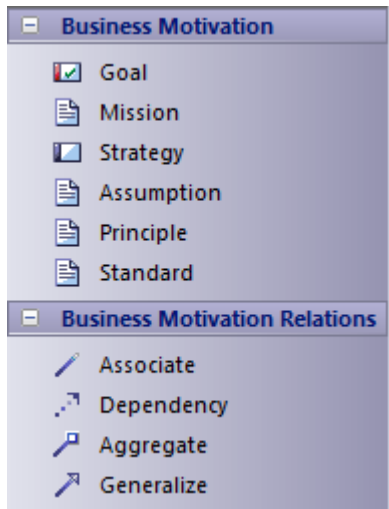 Business Motivation
Goal
Mission
Strategy
Assumption
Principle
Standard
Business Motivation Relations
Associate
Dependency
Aggregate
Generalize